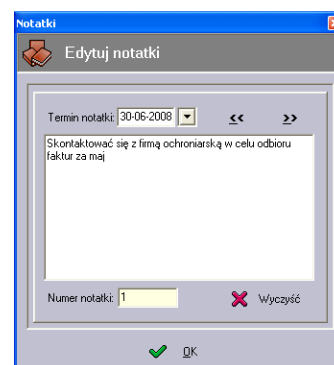 Notatki
Edytuj notatki
Termin notatki: 30-06-2008 << >>
Skontaktować się z firmą ochroniarską w celu odbioru
faktur za maj
Numer notatki: 1 Wyczyść
OK